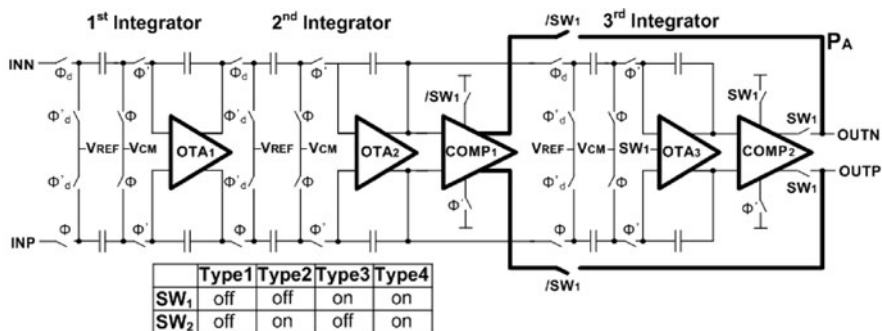 /SW1
1st Integrator 2nd Integrator 3rd Integrator
PA
INN Φd Φ' Φd Φ' Φd Φ'
/SW1 SW1 SW1
Φ'd Φ Φ'd Φ Φ'd Φ
VREF VCM OTA1 VREF VCM OTA2 COMP1 VREF VCM SW1 OTA3 COMP2 OUTN
OUTP
SW1
Φ'd Φ Φ'd Φ Φ' Φ'd Φ Φ'
INP Φ Φ' Φ Φ' Φ Φ'
/SW1
Type1 Type2 Type3 Type4
SW1 off off on on
SW2 off on off on